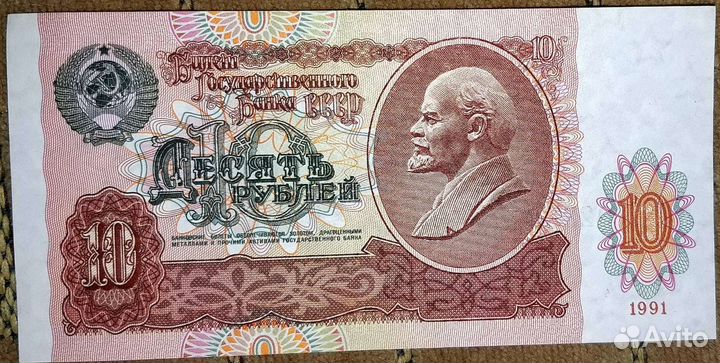 Билет
Государственного
Банка СССР
10
10
Десять
рублей
БАНКОВСКИЕ БИЛЕТЫ ОБЕСПЕЧИВАЮТСЯ ЗОЛОТОМ, ДРАГОЦЕННЫМИ
МЕТАЛЛАМИ И ПРОЧИМИ АКТИВАМИ ГОСУДАРСТВЕННОГО БАНКА
10
10
1991
Avito